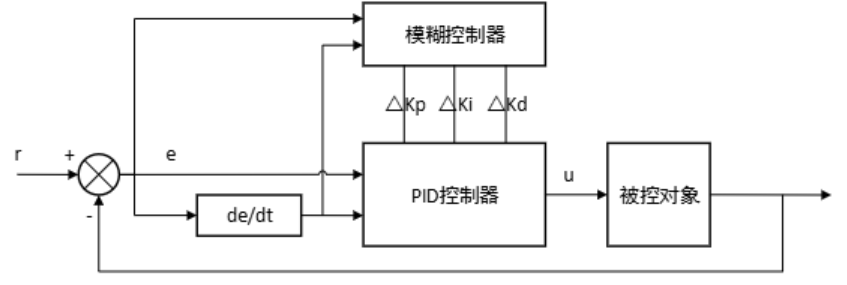 模糊控制器
△Kp △Ki △Kd
r + e
PID控制器
u
被控对象
-
de/dt